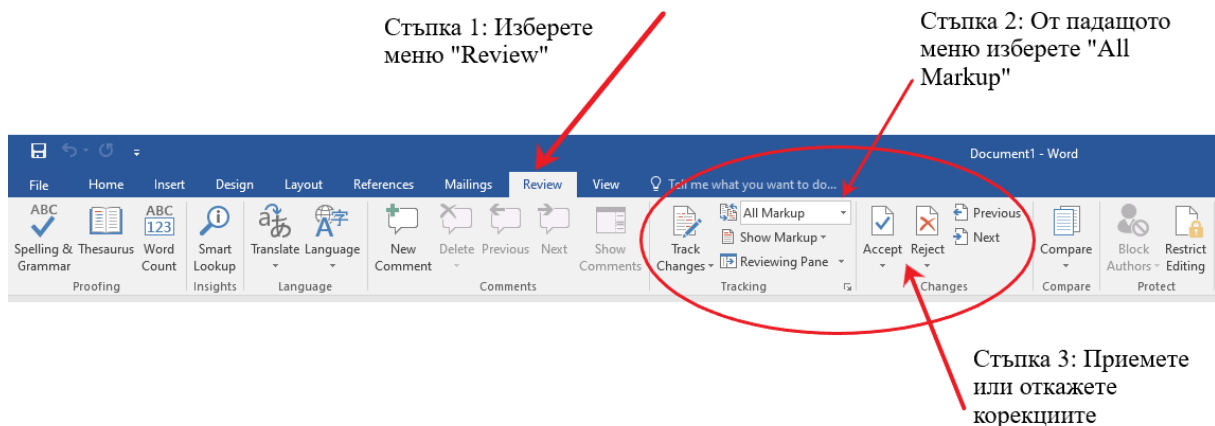 Стъпка 1: Изберете
меню "Review"
Стъпка 2: От падащото
меню изберете "All
Markup"
Document1 - Word
File Home Insert Design Layout References Mailings Review View Tell me what you want to do...
ABC ABC 123
Spelling & Grammar Thesaurus Word Count Smart Lookup Translate Language New Comment Delete Previous Next Show Comments Track Changes All Markup Show Markup Reviewing Pane Accept Reject Previous Next Compare Block Authors Restrict Editing
Proofing Insights Language Comments Tracking Changes Compare Protect
Стъпка 3: Приемете
или откажете
корекциите